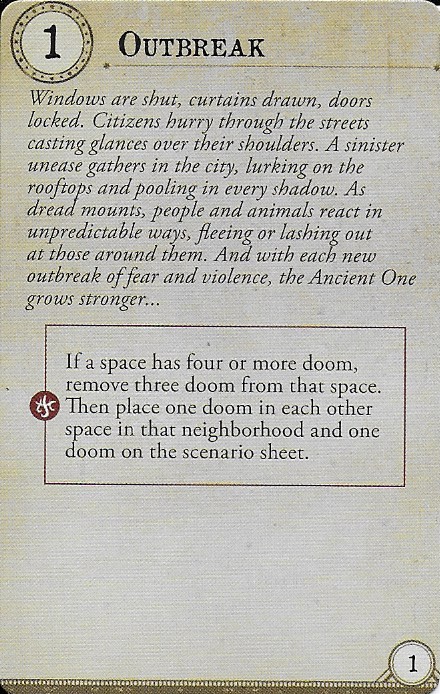 1
OUTBREAK
Windows are shut, curtains drawn, doors
locked. Citizens hurry through the streets
casting glances over their shoulders. A sinister
unease gathers in the city, lurking on the
rooftops and pooling in every shadow. As
dread mounts, people and animals react in
unpredictable ways, fleeing or lashing out
at those around them. And with each new
outbreak of fear and violence, the Ancient One
grows stronger...
If a space has four or more doom,
remove three doom from that space.
Then place one doom in each other
space in that neighborhood and one
doom on the scenario sheet.
1